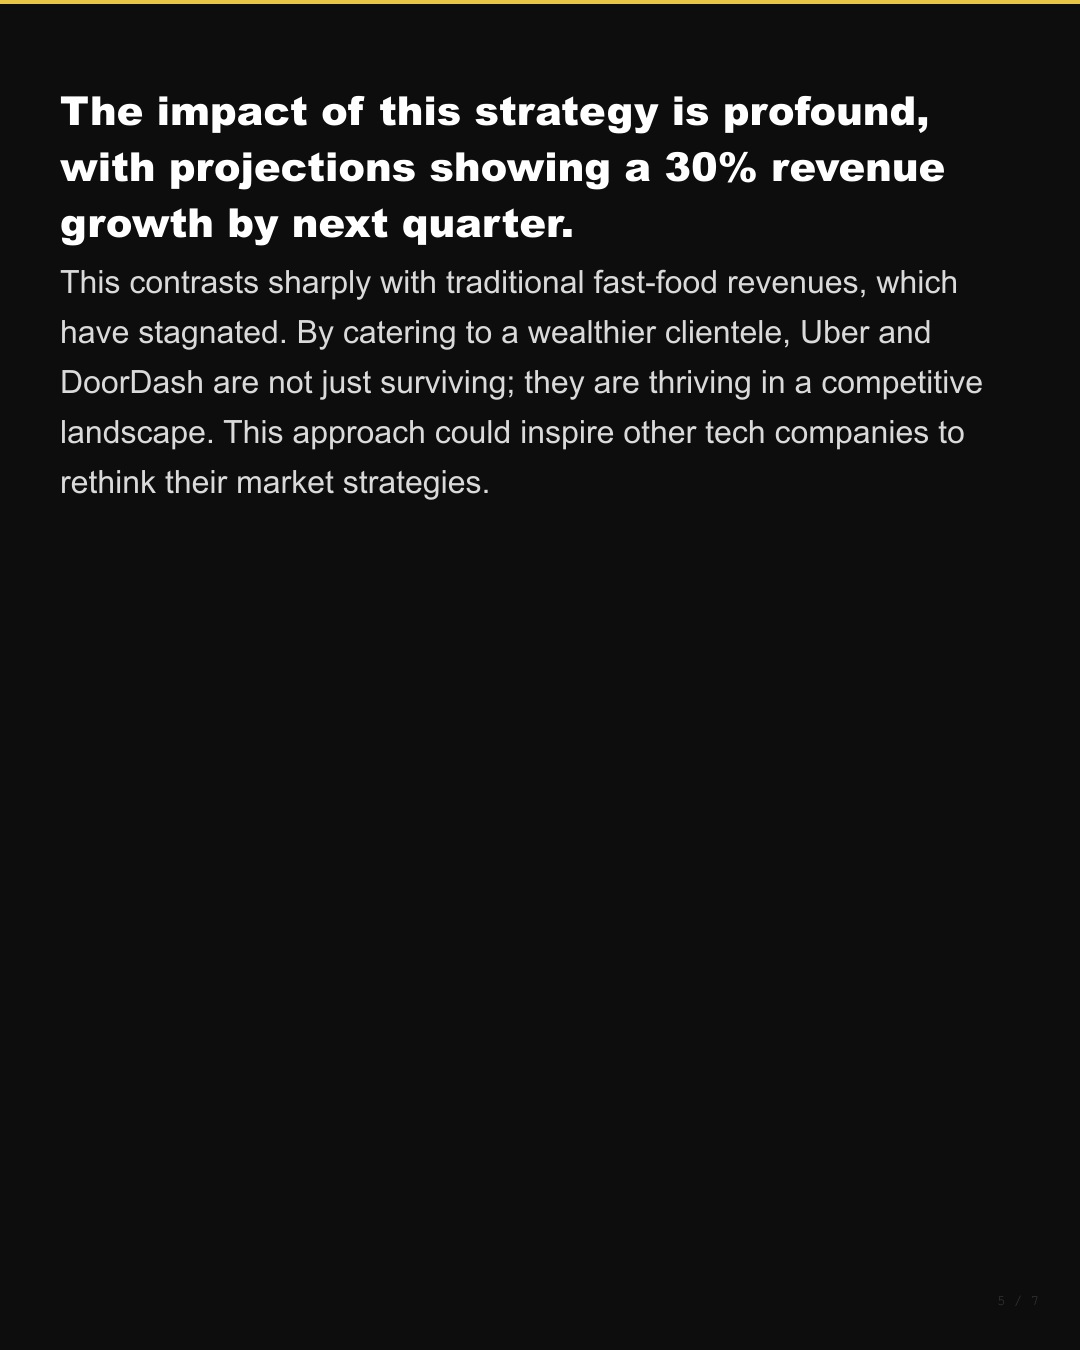 The impact of this strategy is profound,
with projections showing a 30% revenue
growth by next quarter.
This contrasts sharply with traditional fast-food revenues, which
have stagnated. By catering to a wealthier clientele, Uber and
DoorDash are not just surviving; they are thriving in a competitive
landscape. This approach could inspire other tech companies to
rethink their market strategies.
5 / 7